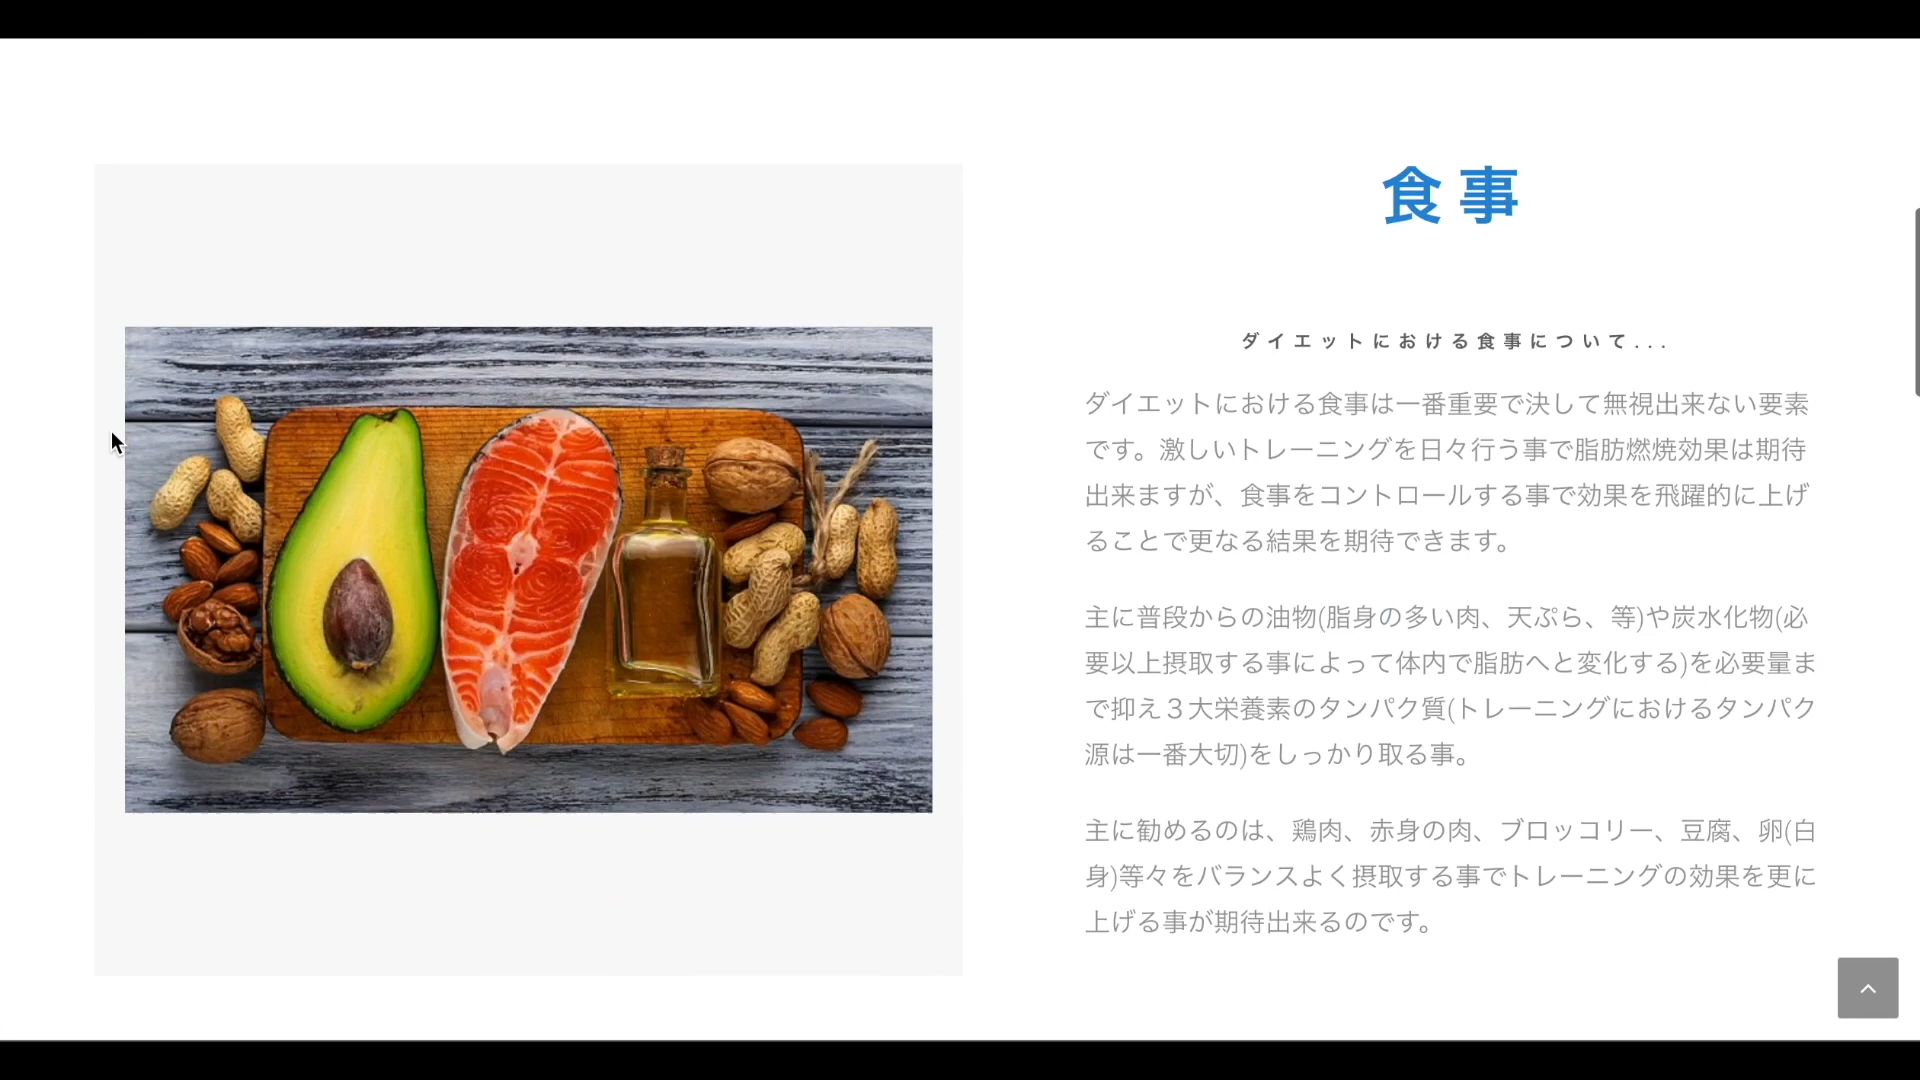 食事
ダイエットにおける食事について...
ダイエットにおける食事は一番重要で決して無視出来ない要素
です。激しいトレーニングを日々行う事で脂肪燃焼効果は期待
出来ますが、食事をコントロールする事で効果を飛躍的に上げ
ることで更なる結果を期待できます。
主に普段からの油物(脂身の多い肉、天ぷら、等)や炭水化物(必
要以上摂取する事によって体内で脂肪へと変化する)を必要量ま
で抑え３大栄養素のタンパク質(トレーニングにおけるタンパク
源は一番大切)をしっかり取る事。
主に勧めるのは、鶏肉、赤身の肉、ブロッコリー、豆腐、卵(白
身)等々をバランスよく摂取する事でトレーニングの効果を更に
上げる事が期待出来るのです。